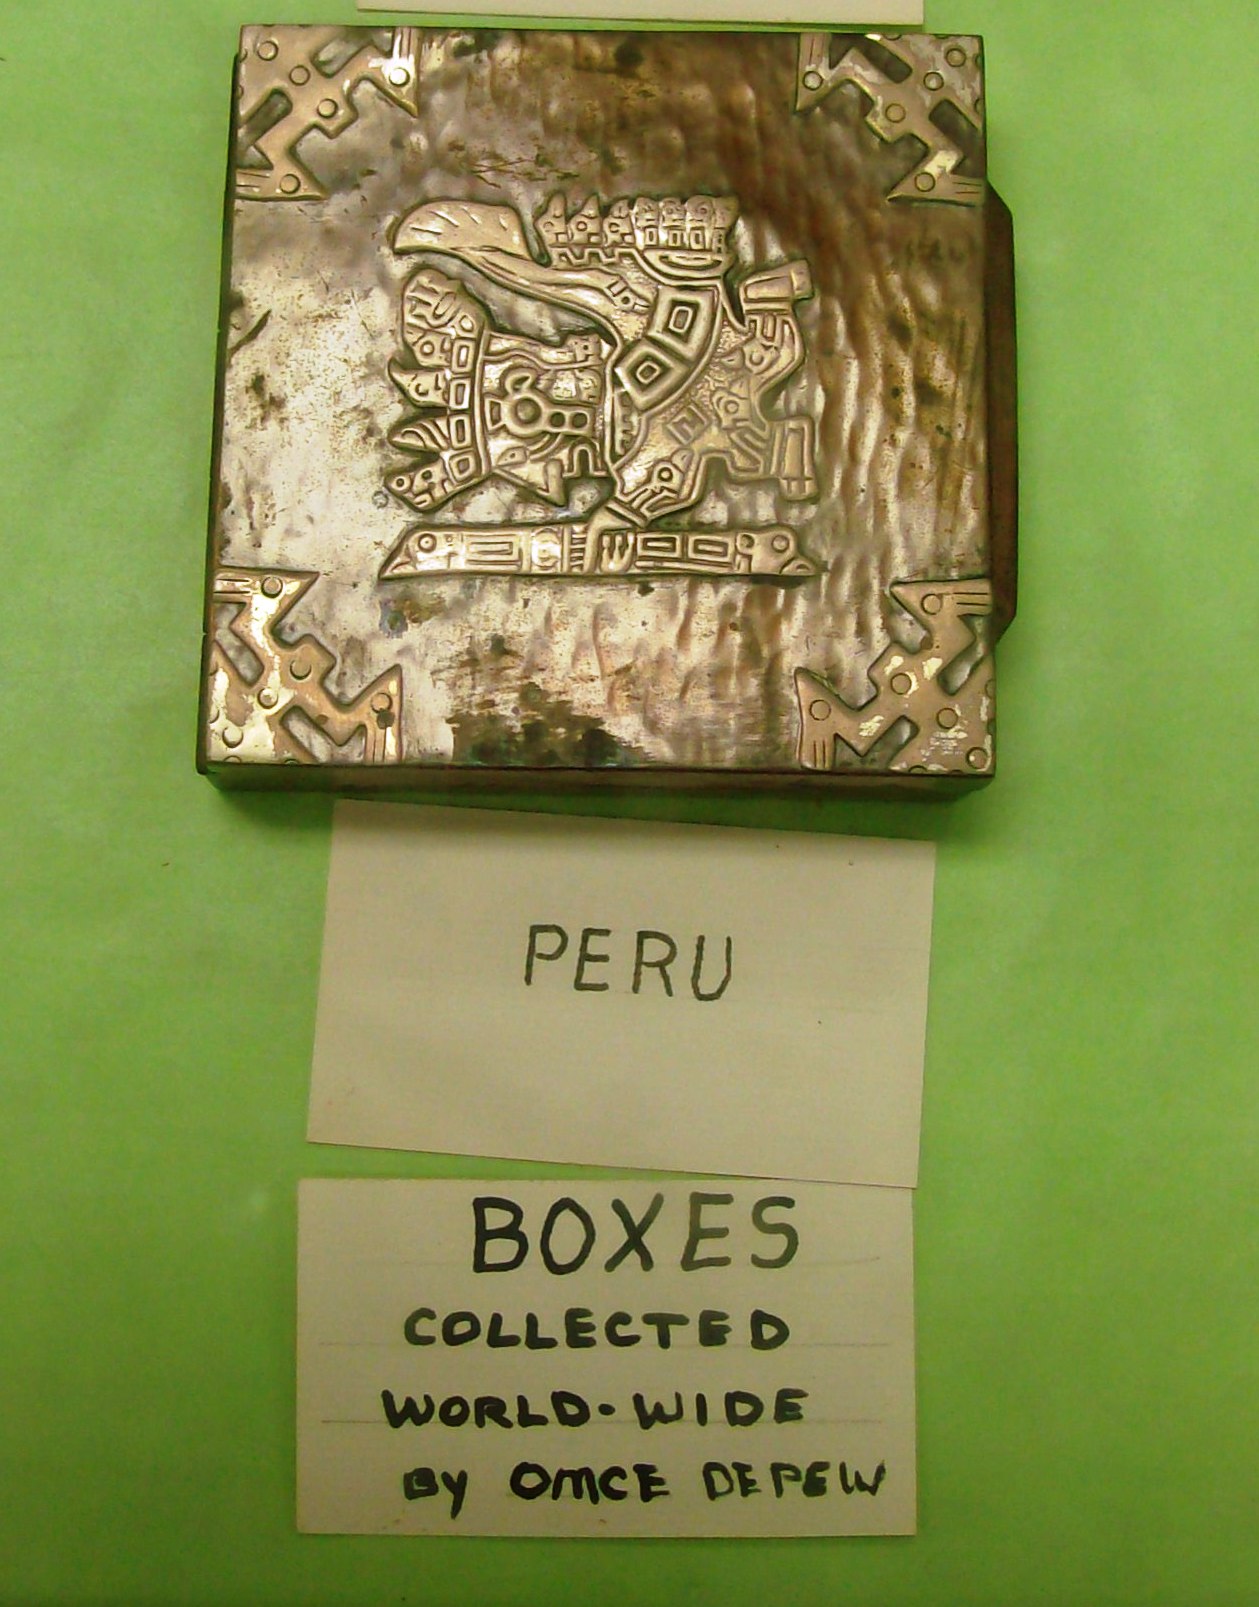 PERU
BOXES
COLLECTED
WORLD-WIDE
By OMCE DEPEW